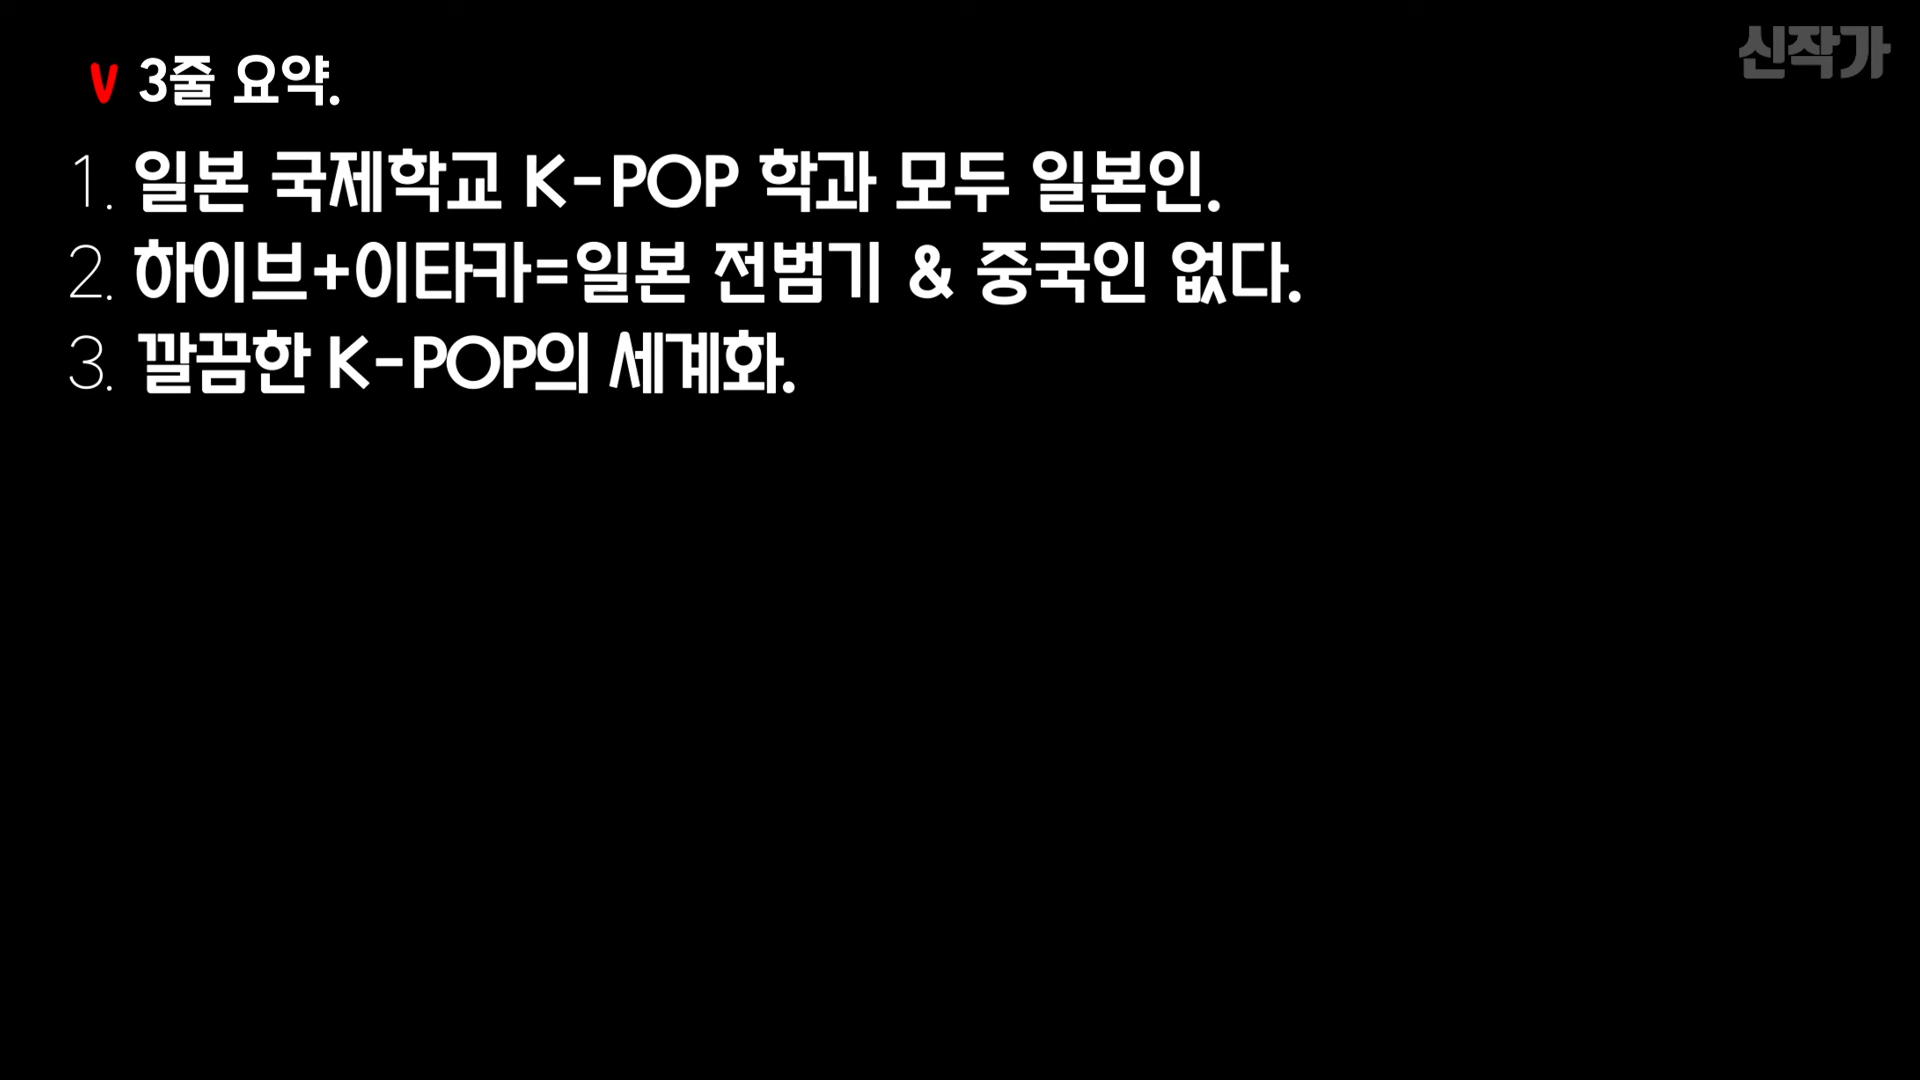 신작가
V 3줄 요약.
1. 일본 국제학교 K-POP 학과 모두 일본인.
2. 하이브+이타카=일본 전범기 & 중국인 없다.
3. 깔끔한 K-POP의 세계화.